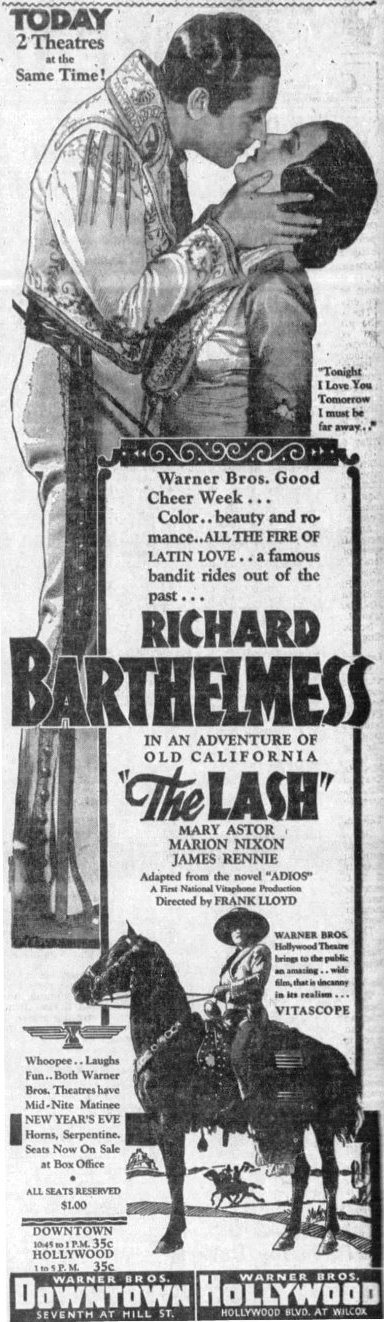 TODAY
2 Theatres
at the
Same Time!
"Tonight
I Love You
Tomorrow
I must be
far away..."
Warner Bros. Good
Cheer Week...
Color.. beauty and ro-
mance..ALL THE FIRE OF
LATIN LOVE.. a famous
bandit rides out of the
past...
RICHARD
BARTHELMESS
IN AN ADVENTURE OF
OLD CALIFORNIA
"The LASH"
MARY ASTOR
MARION NIXON
JAMES RENNIE
Adapted from the novel "ADIOS"
A First National Vitaphone Production
Directed by FRANK LLOYD
WARNER BROS.
Hollywood Theatre
brings to the public
an amazing.. wide
film, that is uncanny
in its realism...
VITASCOPE
Whoopee.. Laughs
Fun.. Both Warner
Bros. Theatres have
Mid-Nite Matinee
NEW YEAR'S EVE
Horns, Serpentine.
Seats Now On Sale
at Box Office
•
ALL SEATS RESERVED
$1.00
DOWNTOWN
10:45 to 1 P.M. 35c
HOLLYWOOD
1 to 5 P.M. 35c
WARNER BROS.
DOWNTOWN
SEVENTH AT HILL ST.
WARNER BROS.
HOLLYWOOD
HOLLYWOOD BLVD. AT WILCOX